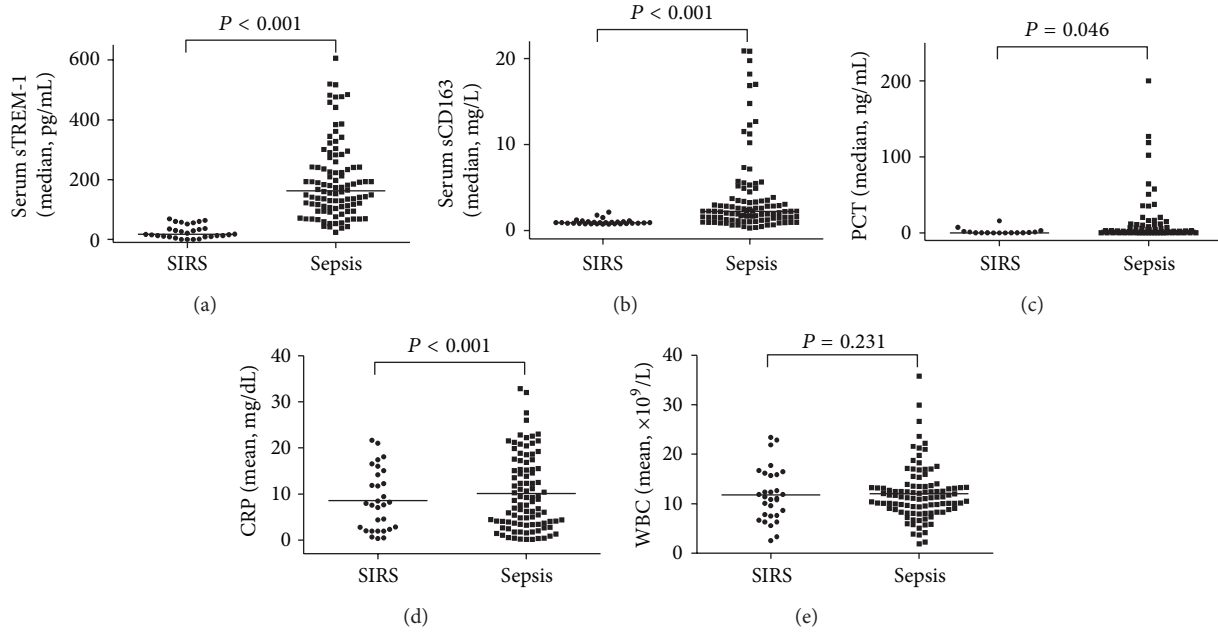 P < 0.001
Serum sTREM-1
(median, pg/mL)
600
400
200
0
SIRS
Sepsis
(a)
P < 0.001
Serum sCD163
(median, mg/L)
20
10
0
SIRS
Sepsis
(b)
P = 0.046
PCT (median, ng/mL)
200
100
0
SIRS
Sepsis
(c)
P < 0.001
CRP (mean, mg/dL)
40
30
20
10
0
SIRS
Sepsis
(d)
P = 0.231
WBC (mean, ×10⁹/L)
40
30
20
10
0
SIRS
Sepsis
(e)